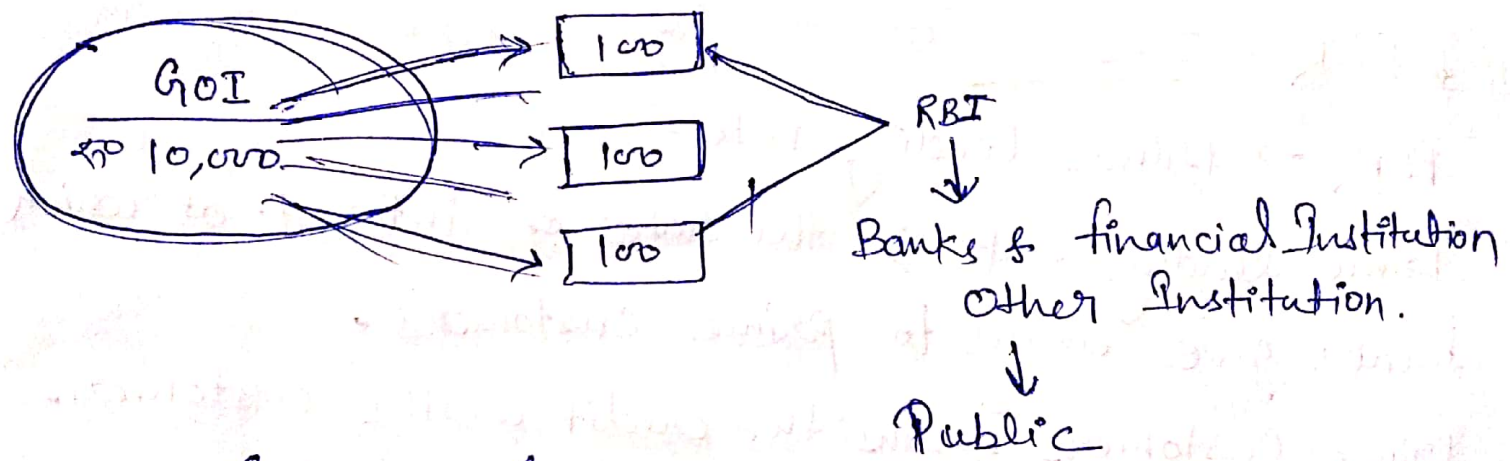 GOI
10,000
100
100
100
RBI
Banks & financial Institution
Other Institution.
Public